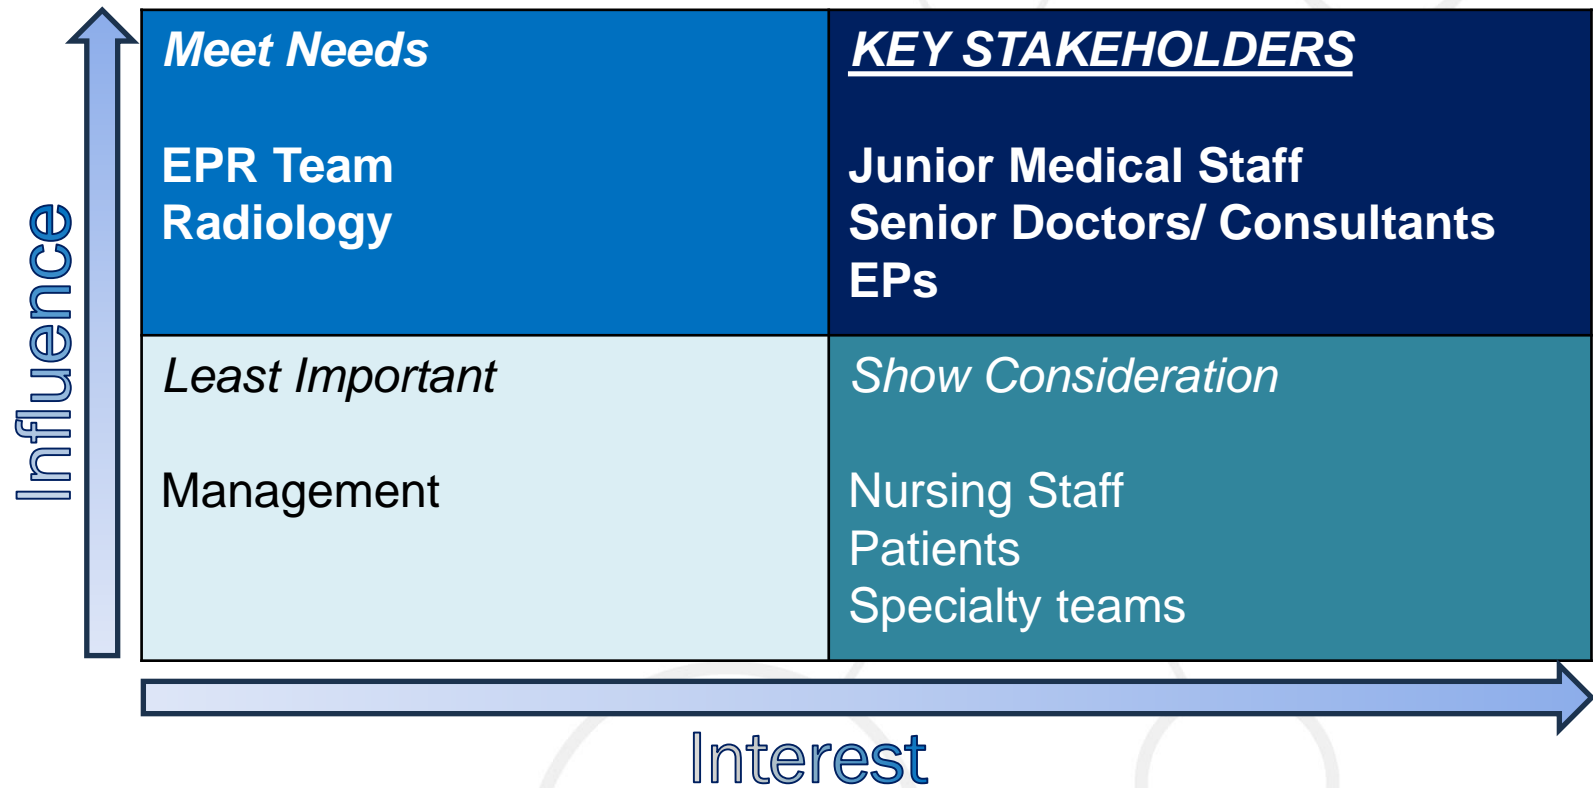 Influence
Meet Needs
EPR Team
Radiology
KEY STAKEHOLDERS
Junior Medical Staff
Senior Doctors/ Consultants
EPs
Least Important
Management
Show Consideration
Nursing Staff
Patients
Specialty teams
Interest